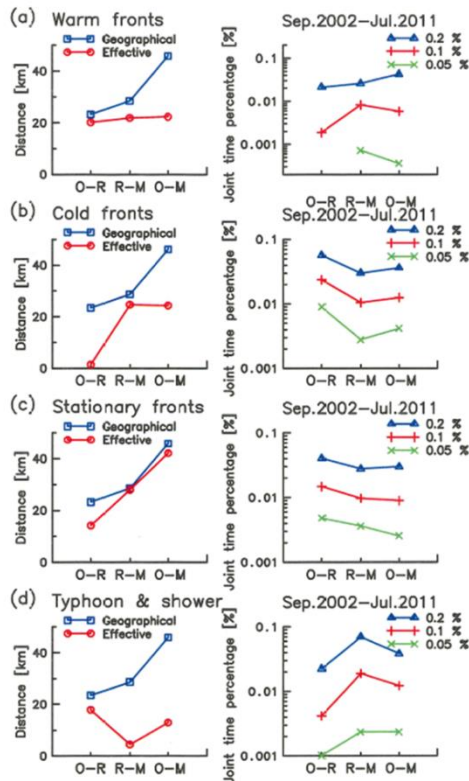 (a) Warm fronts
Geographical
Effective
Distance [km]
40
20
0
O–R R–M O–M
Sep.2002–Jul.2011
0.2 %
0.1 %
0.05 %
Joint time percentage [%]
0.1
0.01
0.001
O–R R–M O–M
(b) Cold fronts
Geographical
Effective
Distance [km]
40
20
0
O–R R–M O–M
Sep.2002–Jul.2011
0.2 %
0.1 %
0.05 %
Joint time percentage [%]
0.1
0.01
0.001
O–R R–M O–M
(c) Stationary fronts
Geographical
Effective
Distance [km]
40
20
0
O–R R–M O–M
Sep.2002–Jul.2011
0.2 %
0.1 %
0.05 %
Joint time percentage [%]
0.1
0.01
0.001
O–R R–M O–M
(d) Typhoon & shower
Geographical
Effective
Distance [km]
40
20
0
O–R R–M O–M
Sep.2002–Jul.2011
0.2 %
0.1 %
0.05 %
Joint time percentage [%]
0.1
0.01
0.001
O–R R–M O–M